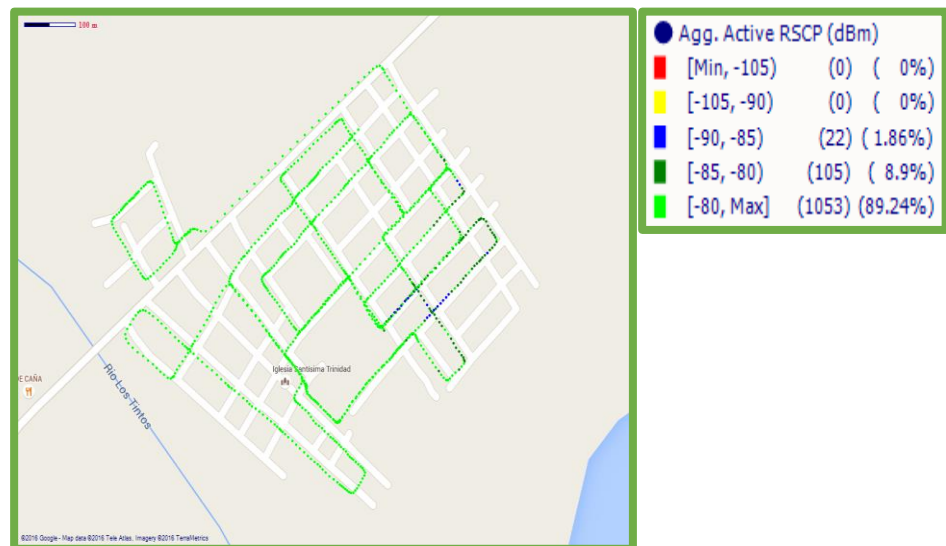 100 m
Iglesia Santisima Trinidad
DE CAÑA
Rio Los Tintos
©2016 Google - Map data ©2016 Tele Atlas, Imagery ©2016 TerraMetrics
Agg. Active RSCP (dBm)
[Min, -105) (0) ( 0%)
[-105, -90) (0) ( 0%)
[-90, -85) (22) ( 1.86%)
[-85, -80) (105) ( 8.9%)
[-80, Max] (1053) (89.24%)